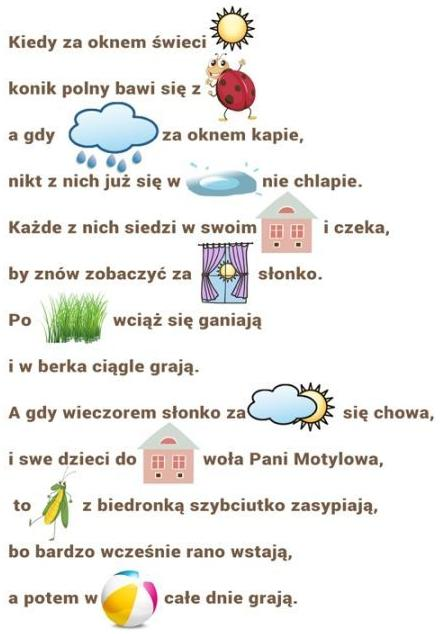 Kiedy za oknem świeci
konik polny bawi się z
a gdy za oknem kapie,
nikt z nich już się w nie chlapie.
Każde z nich siedzi w swoim i czeka,
by znów zobaczyć za słonko.
Po wciąż się ganiają
i w berka ciągle grają.
A gdy wieczorem słonko za się chowa,
i swe dzieci do woła Pani Motylowa,
to z biedronką szybciutko zasypiają,
bo bardzo wcześnie rano wstają,
a potem w całe dnie grają.